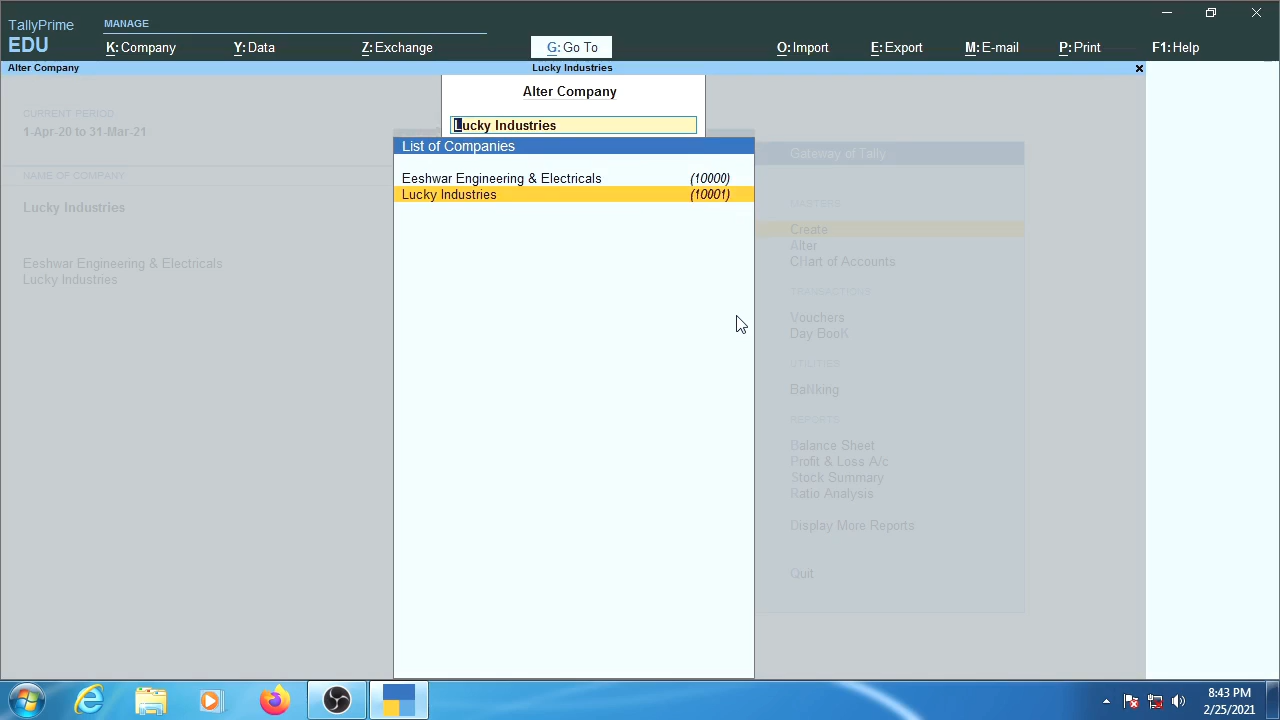 TallyPrime
EDU
MANAGE
K: Company
Y: Data
Z: Exchange
G: Go To
O: Import
E: Export
M: E-mail
P: Print
F1: Help
Alter Company
Lucky Industries
Alter Company
Lucky Industries
List of Companies
Eeshwar Engineering & Electricals (10000)
Lucky Industries (10001)
CURRENT PERIOD
1-Apr-20 to 31-Mar-21
NAME OF COMPANY
Lucky Industries
Eeshwar Engineering & Electricals
Lucky Industries
Gateway of Tally
MASTERS
Create
Alter
CHart of Accounts
TRANSACTIONS
Vouchers
Day BooK
UTILITIES
BaNking
REPORTS
Balance Sheet
Profit & Loss A/c
Stock Summary
Ratio Analysis
Display More Reports
Quit
8:43 PM
2/25/2021